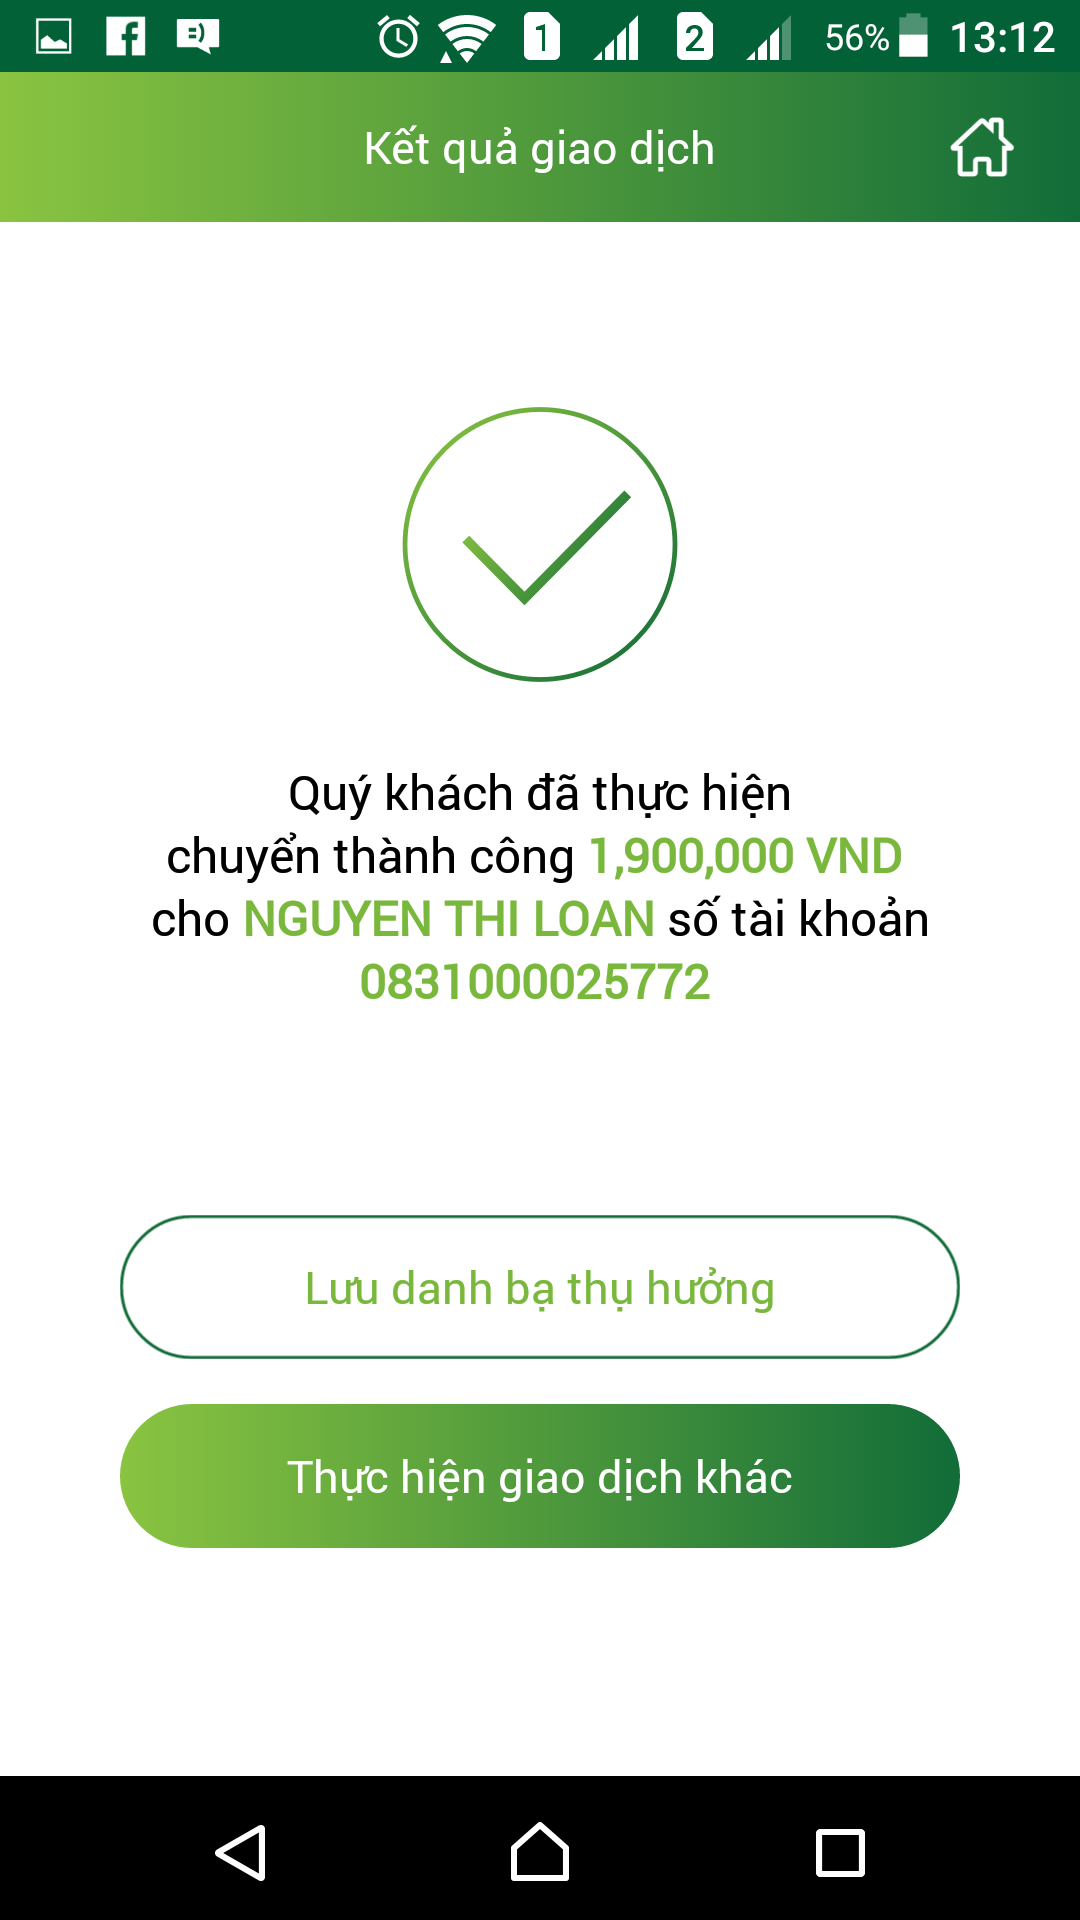 1 2 56% 13:12
Kết quả giao dịch
Quý khách đã thực hiện
chuyển thành công 1,900,000 VND
cho NGUYEN THI LOAN số tài khoản
0831000025772
Lưu danh bạ thụ hưởng
Thực hiện giao dịch khác